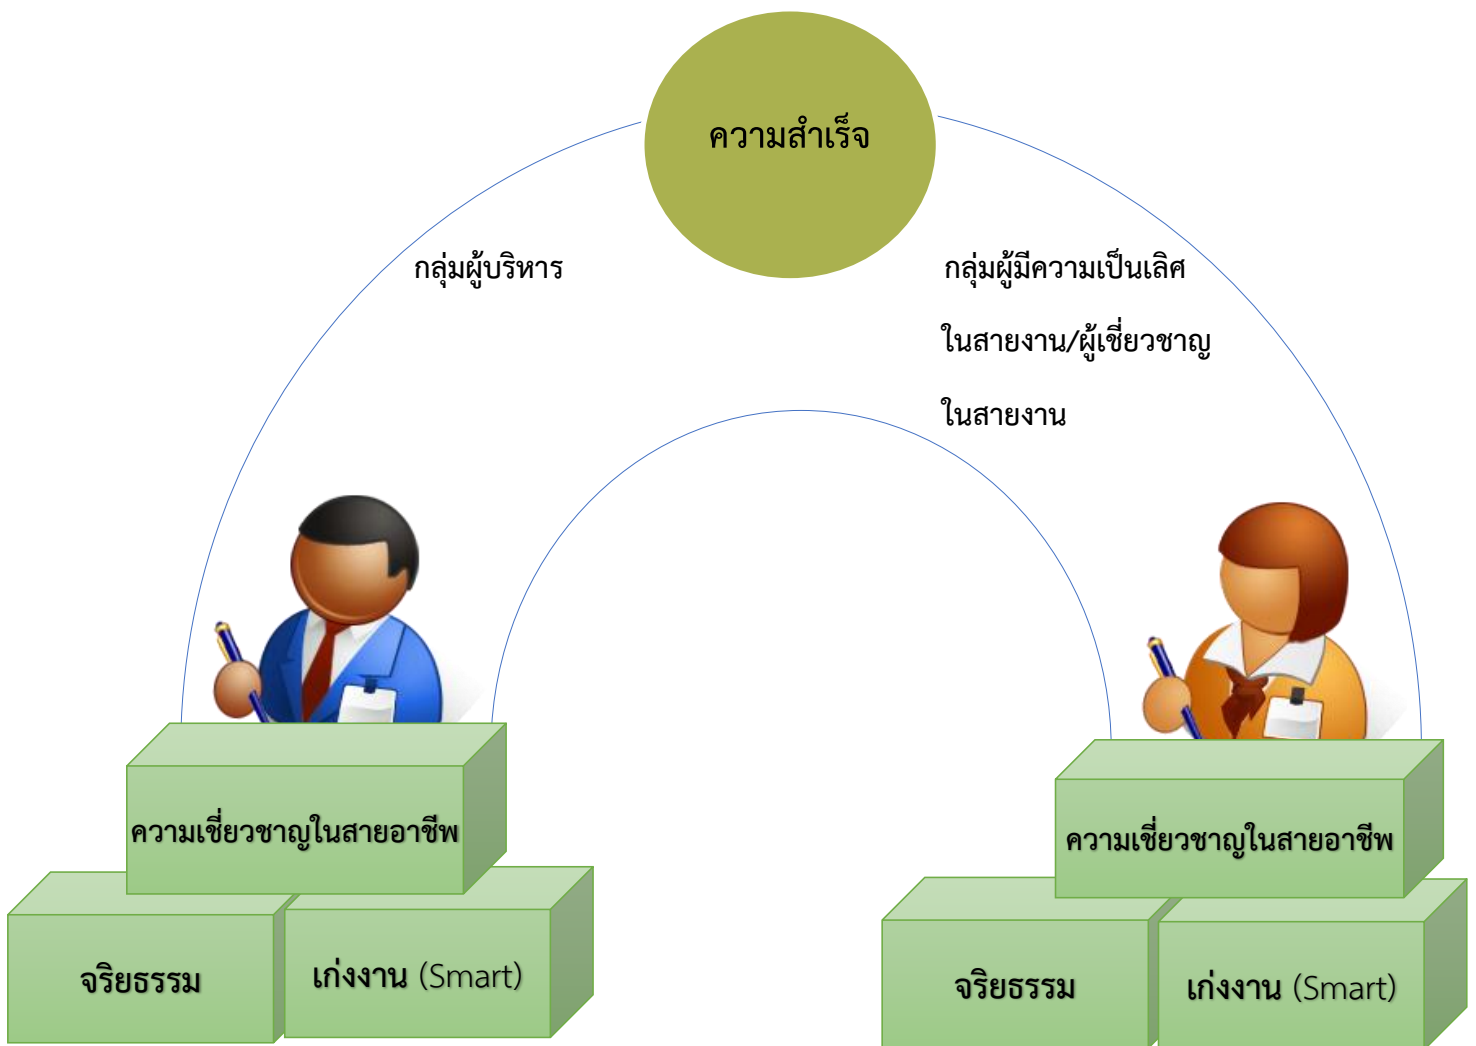 ความสำเร็จ
กลุ่มผู้บริหาร
กลุ่มผู้มีความเป็นเลิศ
ในสายงาน/ผู้เชี่ยวชาญ
ในสายงาน
ความเชี่ยวชาญในสายอาชีพ
จริยธรรม
เก่งงาน (Smart)
ความเชี่ยวชาญในสายอาชีพ
จริยธรรม
เก่งงาน (Smart)